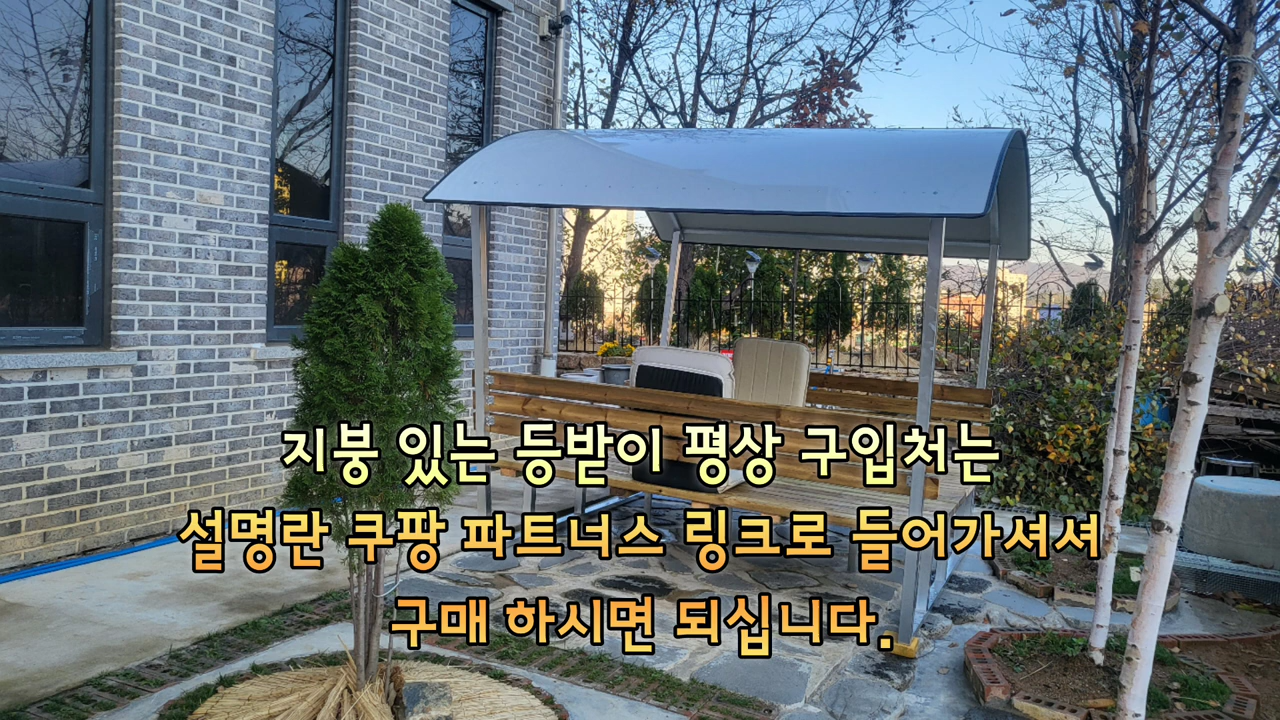 지붕 있는 등받이 평상 구입처는
설명란 쿠팡 파트너스 링크로 들어가셔셔
구매 하시면 되십니다.